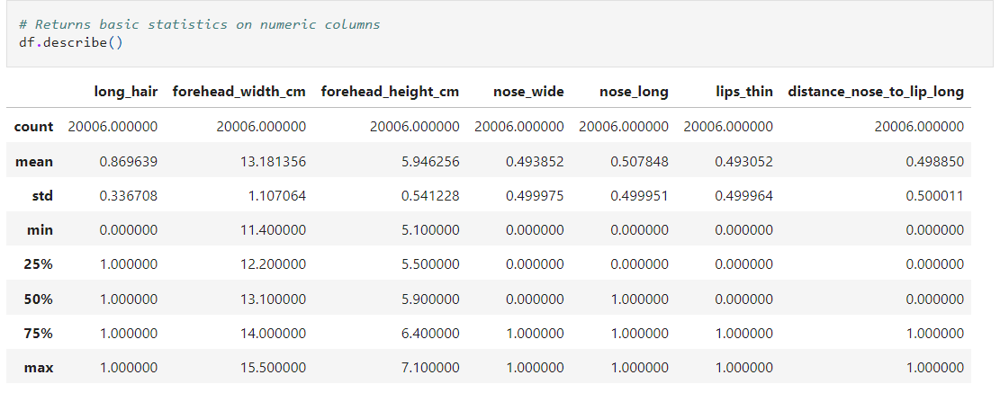 # Returns basic statistics on numeric columns
df.describe()
long_hair forehead_width_cm forehead_height_cm nose_wide nose_long lips_thin distance_nose_to_lip_long
count 20006.000000 20006.000000 20006.000000 20006.000000 20006.000000 20006.000000 20006.000000
mean 0.869639 13.181356 5.946256 0.493852 0.507848 0.493052 0.498850
std 0.336708 1.107064 0.541228 0.499975 0.499951 0.499964 0.500011
min 0.000000 11.400000 5.100000 0.000000 0.000000 0.000000 0.000000
25% 1.000000 12.200000 5.500000 0.000000 0.000000 0.000000 0.000000
50% 1.000000 13.100000 5.900000 0.000000 1.000000 0.000000 0.000000
75% 1.000000 14.000000 6.400000 1.000000 1.000000 1.000000 1.000000
max 1.000000 15.500000 7.100000 1.000000 1.000000 1.000000 1.000000